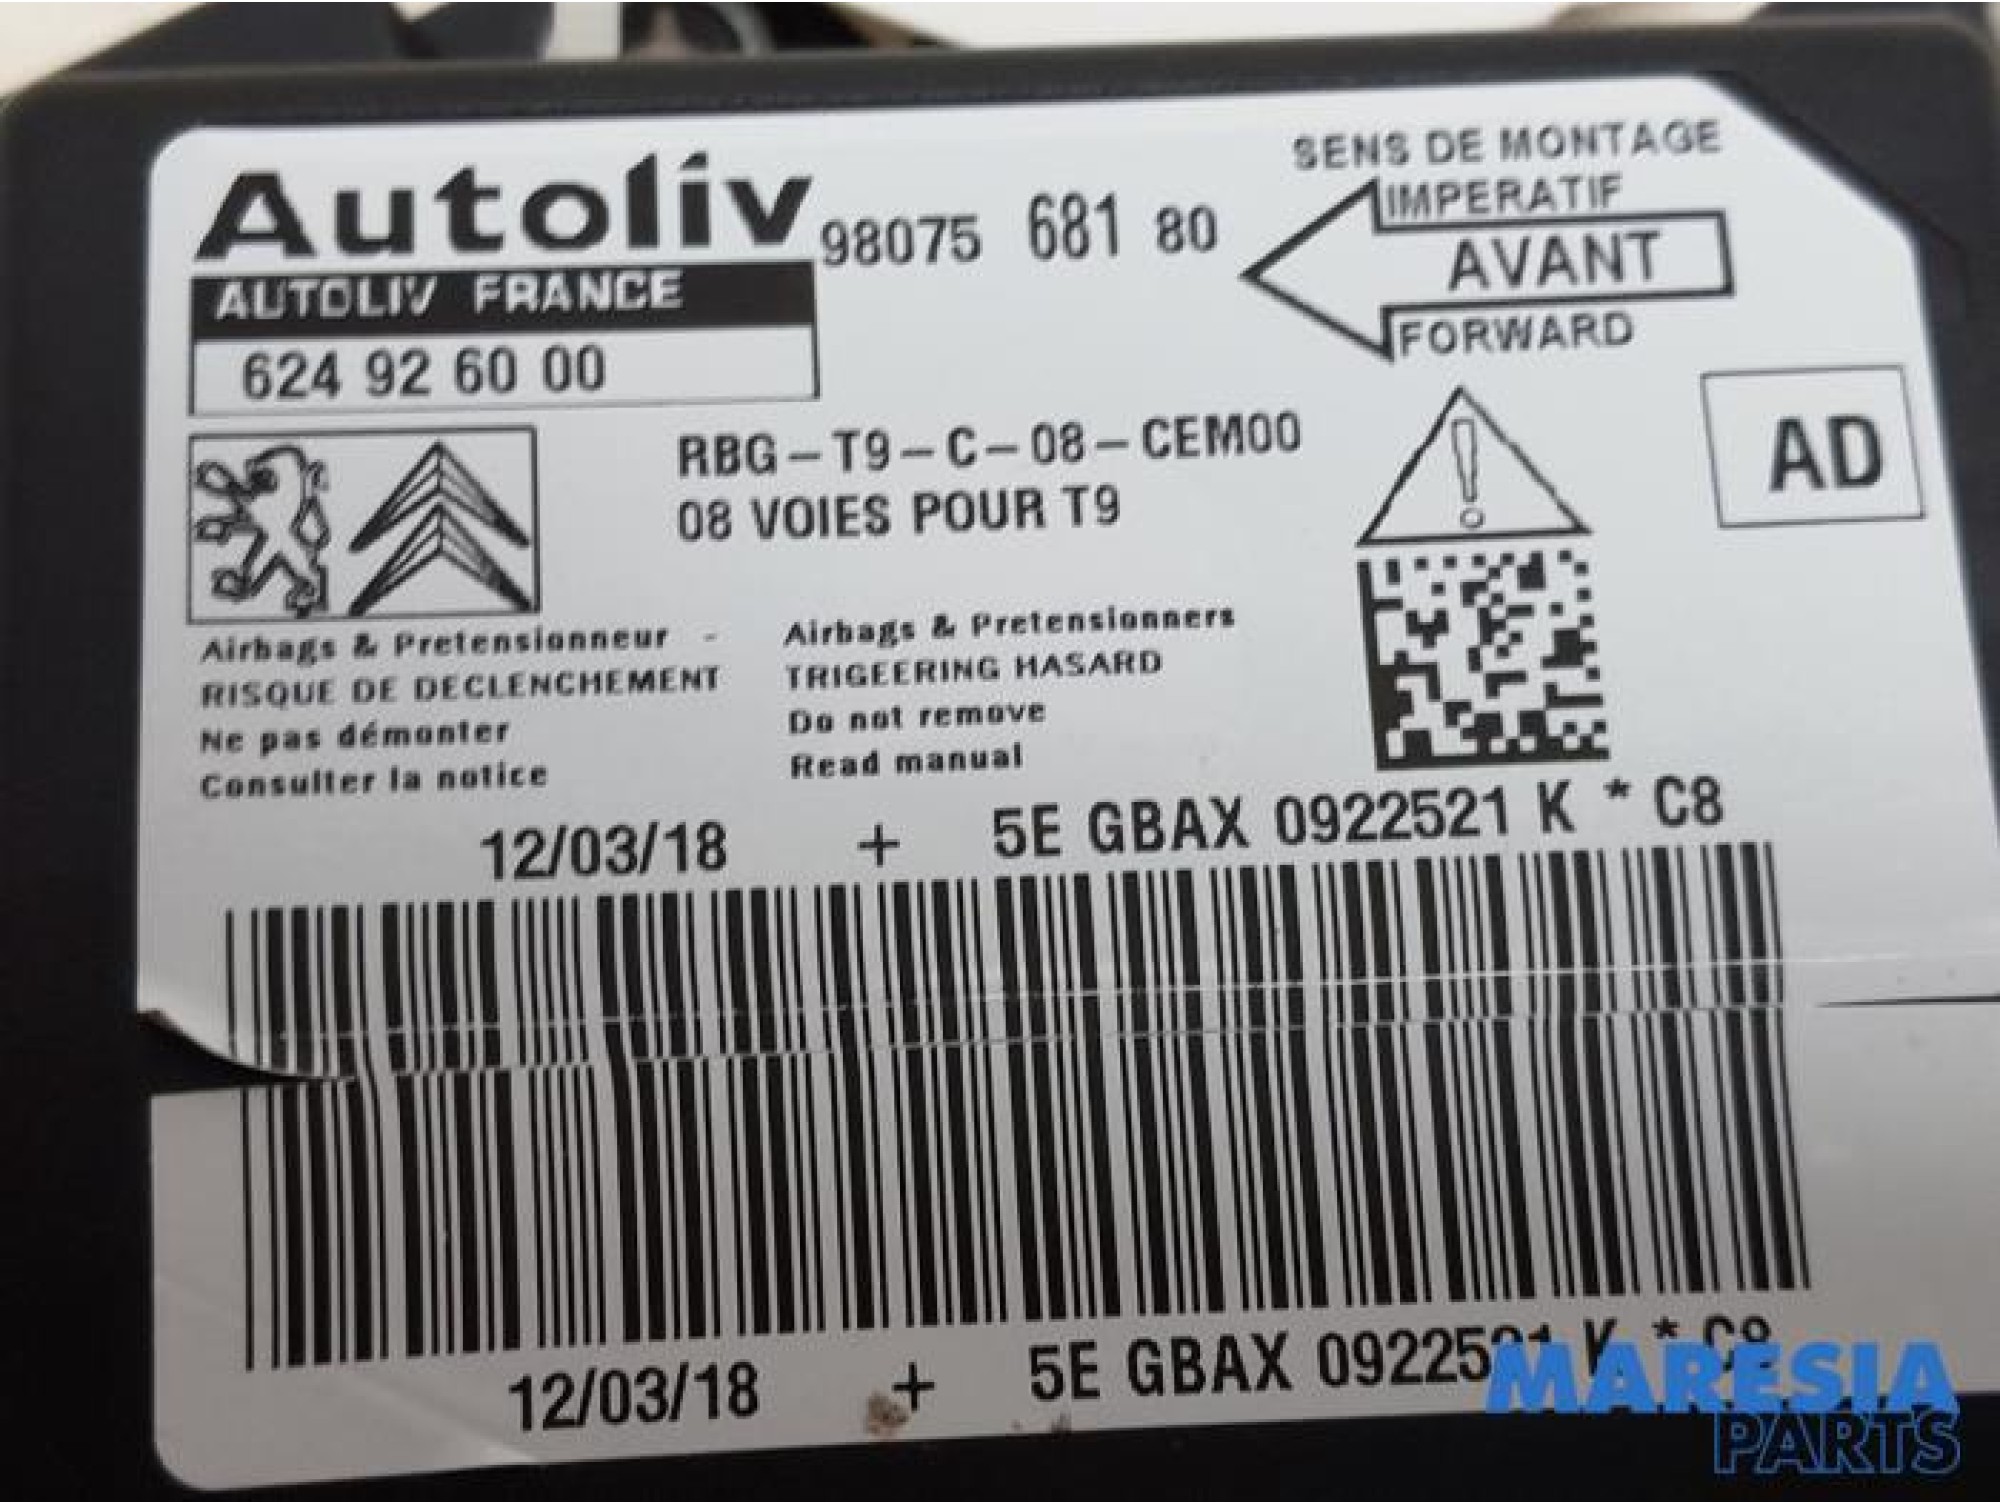 Autoliv 98075 681 80
AUTOLIV FRANCE
624 92 60 00
SENS DE MONTAGE
IMPERATIF
AVANT
FORWARD
AD
RBG-T9-C-08-CEM00
08 VOIES POUR T9
Airbags & Pretensionneur -
RISQUE DE DECLENCHEMENT
Ne pas démonter
Consulter la notice
Airbags & Pretensionners
TRIGEERING HASARD
Do not remove
Read manual
12/03/18 + 5E GBAX 0922521 K * C8
12/03/18 + 5E GBAX 0922521 K * C8
MARESIA
PARTS